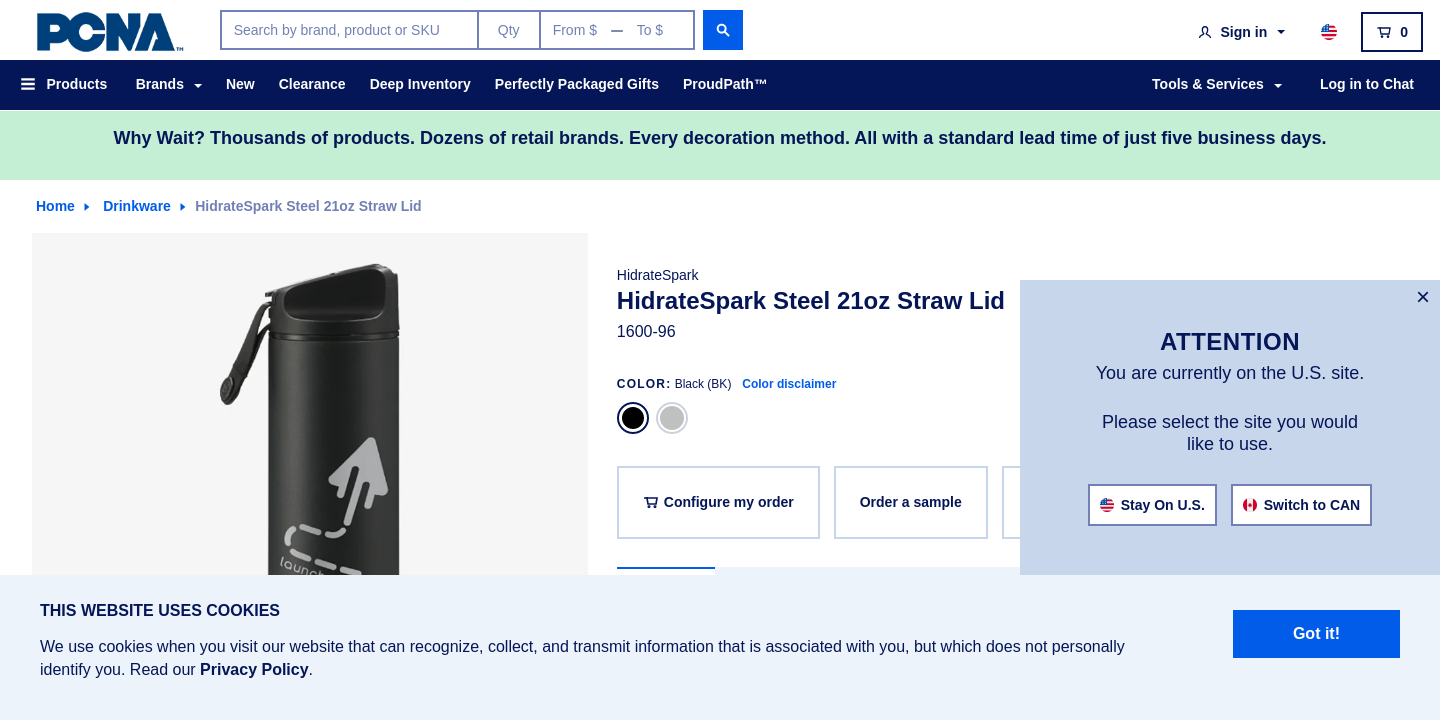 PCNA™
Search by brand, product or SKU
Qty
From $ — To $
Sign in
0
Products
Brands
New
Clearance
Deep Inventory
Perfectly Packaged Gifts
ProudPath™
Tools & Services
Log in to Chat
Why Wait? Thousands of products. Dozens of retail brands. Every decoration method. All with a standard lead time of just five business days.
Home
Drinkware
HidrateSpark Steel 21oz Straw Lid
launch
HidrateSpark
HidrateSpark Steel 21oz Straw Lid
1600-96
COLOR: Black (BK) Color disclaimer
Configure my order
Order a sample
×
ATTENTION
You are currently on the U.S. site.
Please select the site you would
like to use.
Stay On U.S.
Switch to CAN
THIS WEBSITE USES COOKIES
We use cookies when you visit our website that can recognize, collect, and transmit information that is associated with you, but which does not personally
identify you. Read our Privacy Policy.
Got it!